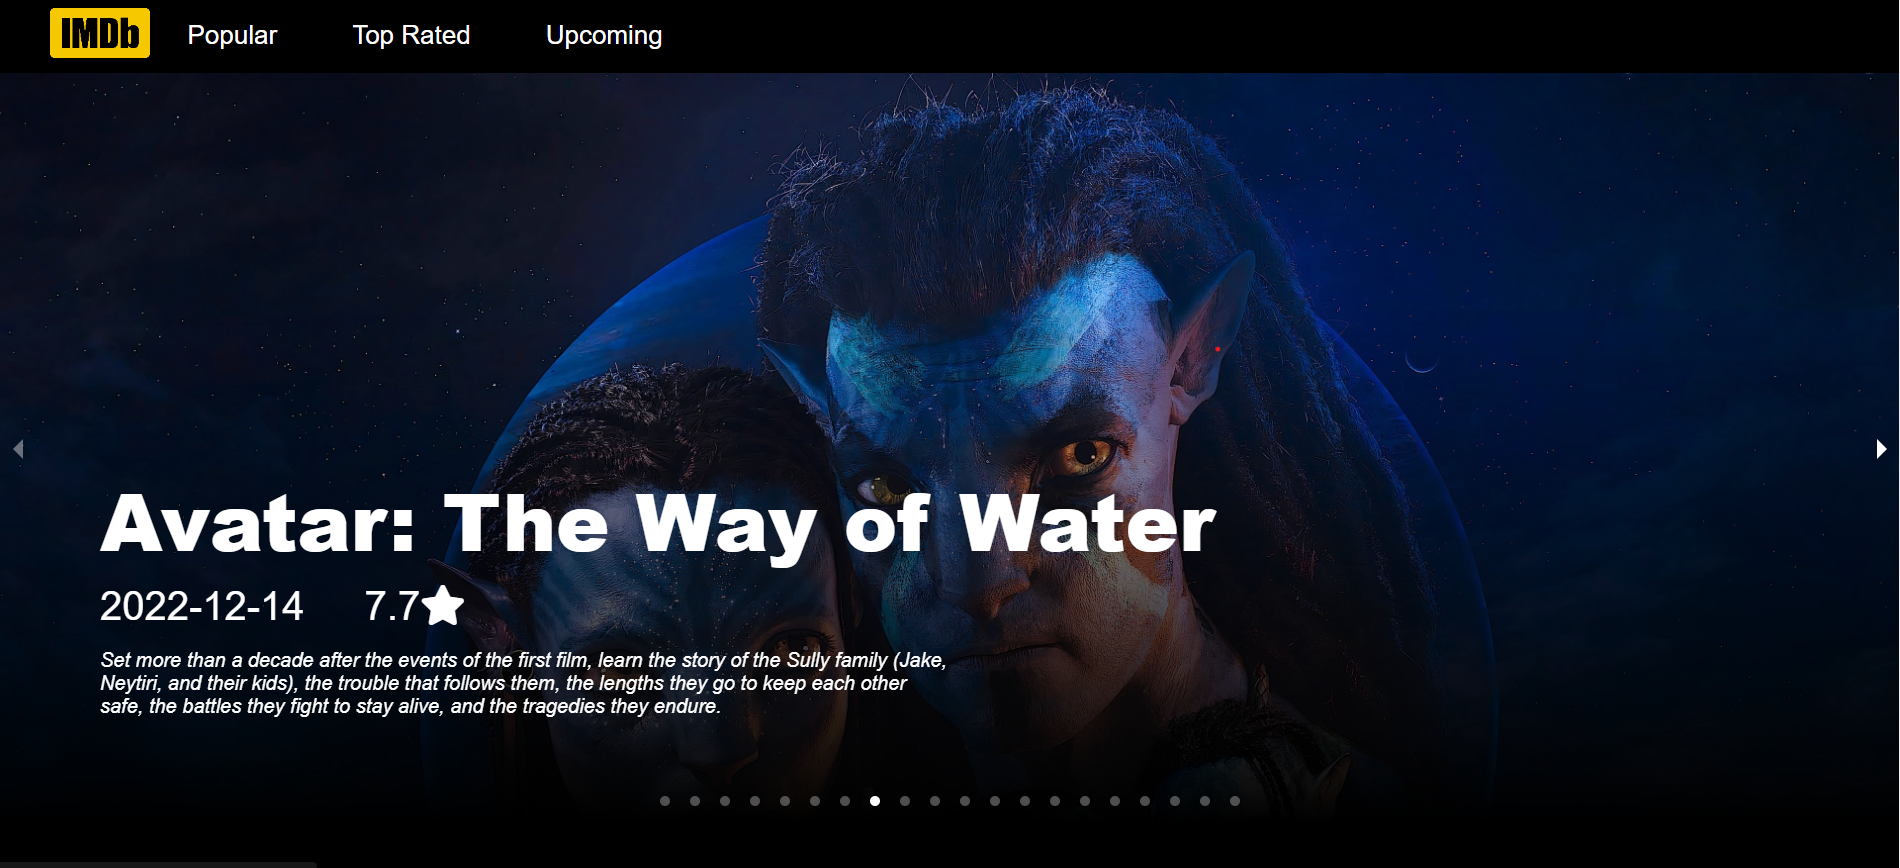 IMDb Popular Top Rated Upcoming
Avatar: The Way of Water
2022-12-14 7.7
Set more than a decade after the events of the first film, learn the story of the Sully family (Jake,
Neytiri, and their kids), the trouble that follows them, the lengths they go to keep each other
safe, the battles they fight to stay alive, and the tragedies they endure.